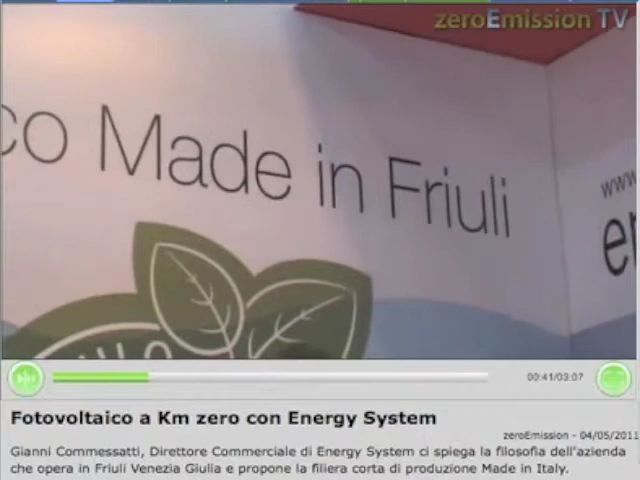 zeroEmission TV
co Made in Friuli
www.
er
00:41/03:07
Fotovoltaico a Km zero con Energy System
zeroEmission - 04/05/2011
Gianni Commessatti, Direttore Commerciale di Energy System ci spiega la filosofia dell'azienda
che opera in Friuli Venezia Giulia e propone la filiera corta di produzione Made in Italy.